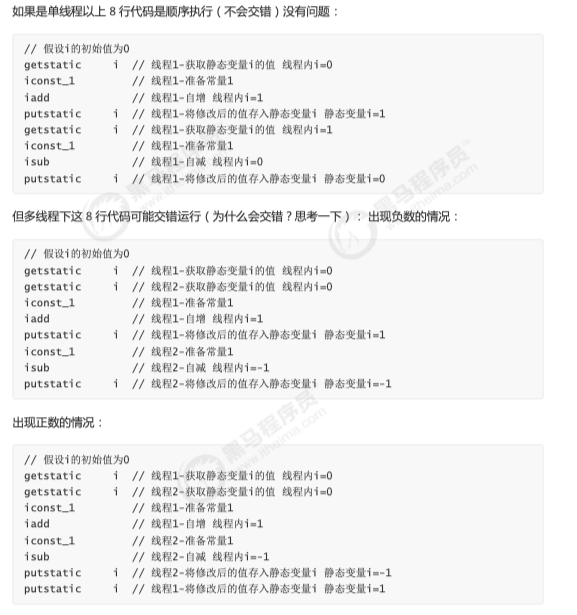 如果是单线程以上 8 行代码是顺序执行（不会交错）没有问题：
// 假设i的初始值为0
getstatic i // 线程1-获取静态变量i的值 线程内i=0
iconst_1 // 线程1-准备常量1
iadd // 线程1-自增 线程内i=1
putstatic i // 线程1-将修改后的值存入静态变量i 静态变量i=1
getstatic i // 线程1-获取静态变量i的值 线程内i=1
iconst_1 // 线程1-准备常量1
isub // 线程1-自减 线程内i=0
putstatic i // 线程1-将修改后的值存入静态变量i 静态变量i=0
但多线程下这 8 行代码可能交错运行（为什么会交错？思考一下）： 出现负数的情况：
// 假设i的初始值为0
getstatic i // 线程1-获取静态变量i的值 线程内i=0
getstatic i // 线程2-获取静态变量i的值 线程内i=0
iconst_1 // 线程1-准备常量1
iadd // 线程1-自增 线程内i=1
putstatic i // 线程1-将修改后的值存入静态变量i 静态变量i=1
iconst_1 // 线程2-准备常量1
isub // 线程2-自减 线程内i=-1
putstatic i // 线程2-将修改后的值存入静态变量i 静态变量i=-1
出现正数的情况：
// 假设i的初始值为0
getstatic i // 线程1-获取静态变量i的值 线程内i=0
getstatic i // 线程2-获取静态变量i的值 线程内i=0
iconst_1 // 线程1-准备常量1
iadd // 线程1-自增 线程内i=1
iconst_1 // 线程2-准备常量1
isub // 线程2-自减 线程内i=-1
putstatic i // 线程2-将修改后的值存入静态变量i 静态变量i=-1
putstatic i // 线程1-将修改后的值存入静态变量i 静态变量i=1
黑马程序员
www.itheima.com
黑马程序员
www.itheima.com
黑马程序员
www.itheima.com